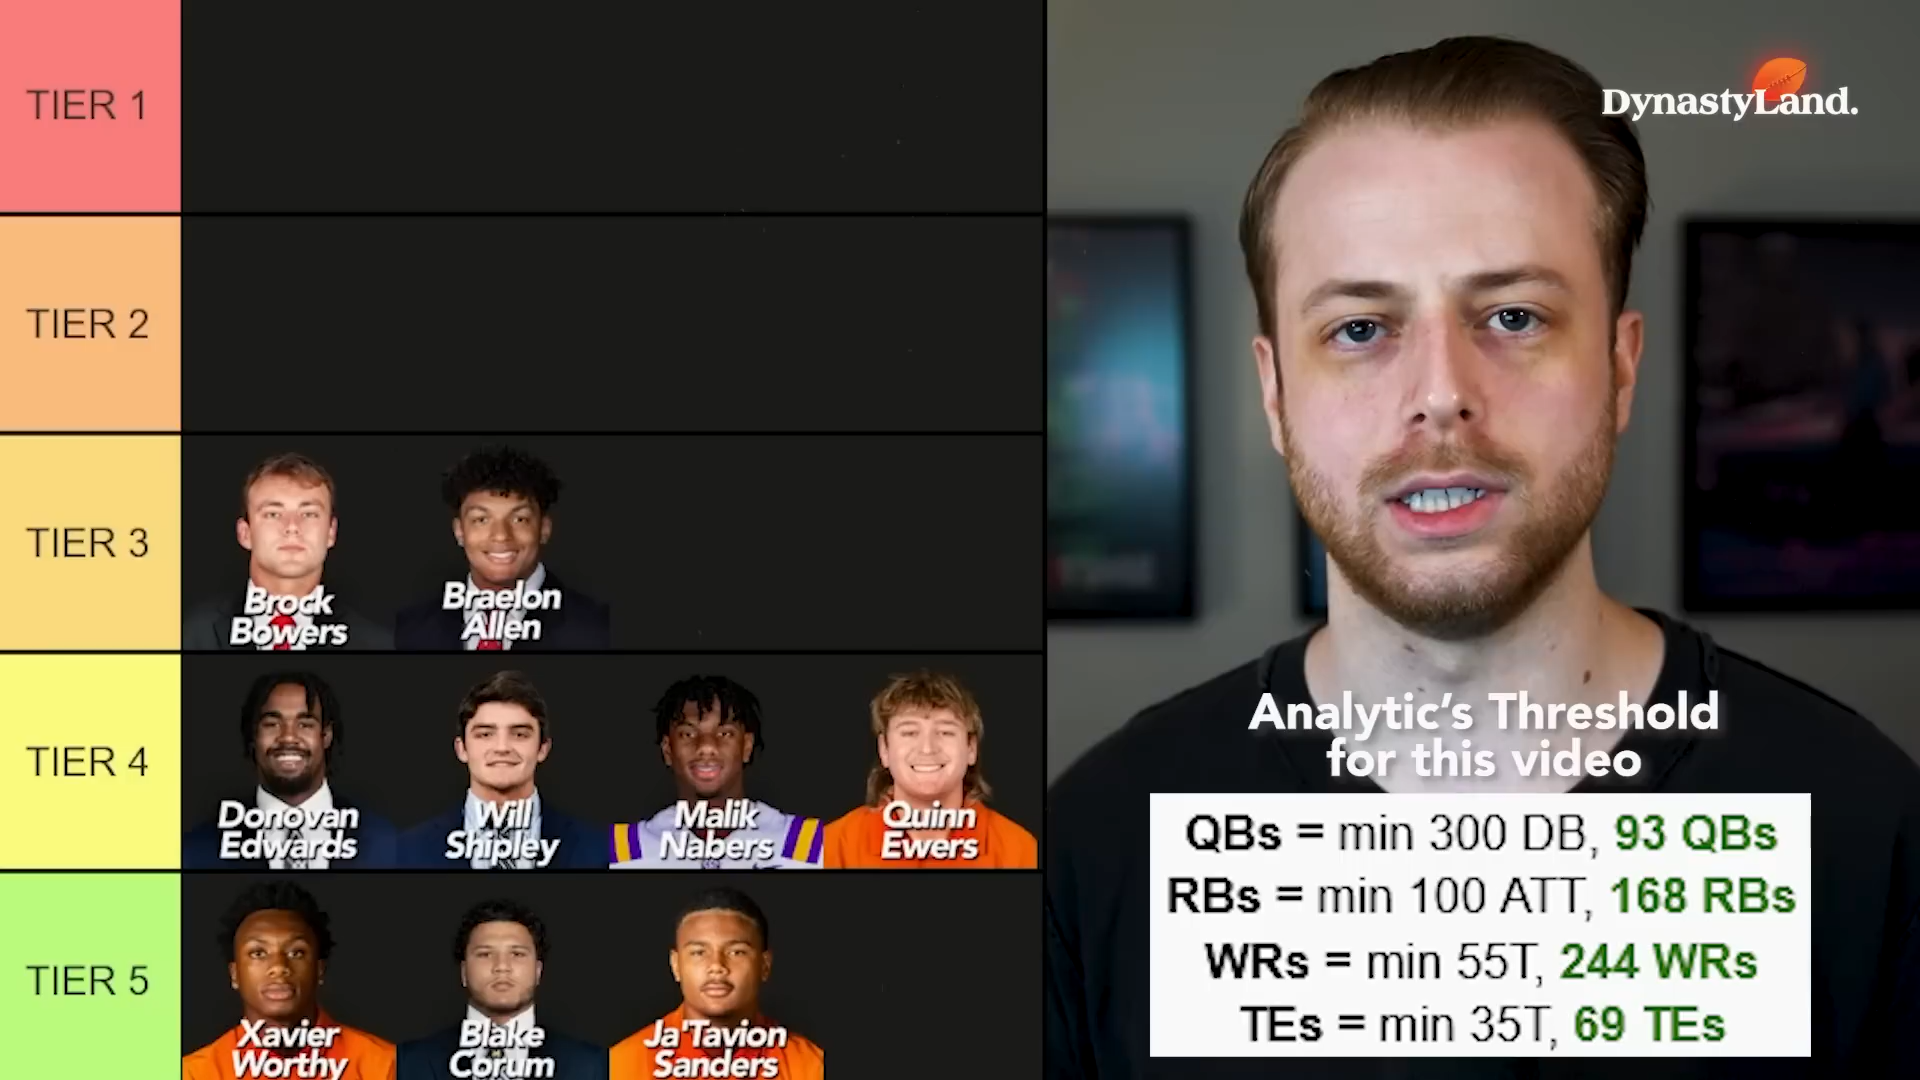 TIER 1
TIER 2
TIER 3
Brock
Bowers
Braelon
Allen
TIER 4
Donovan
Edwards
Will
Shipley
Malik
Nabers
Quinn
Ewers
TIER 5
Xavier
Worthy
Blake
Corum
Ja'Tavion
Sanders
DynastyLand.
Analytic's Threshold
for this video
QBs = min 300 DB, 93 QBs
RBs = min 100 ATT, 168 RBs
WRs = min 55T, 244 WRs
TEs = min 35T, 69 TEs